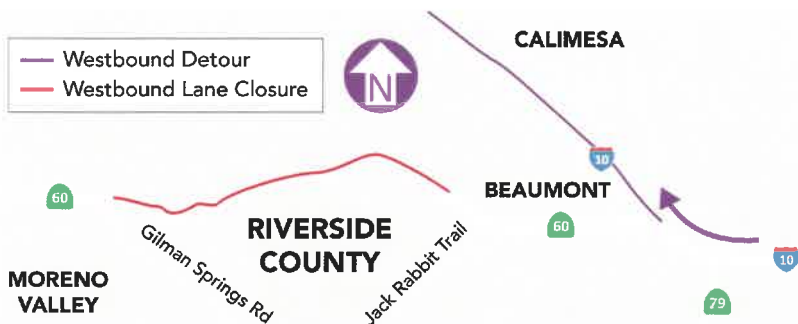 Westbound Detour
Westbound Lane Closure
N
CALIMESA
10
BEAUMONT
60
60
RIVERSIDE
COUNTY
Gilman Springs Rd
Jack Rabbit Trail
MORENO
VALLEY
10
79